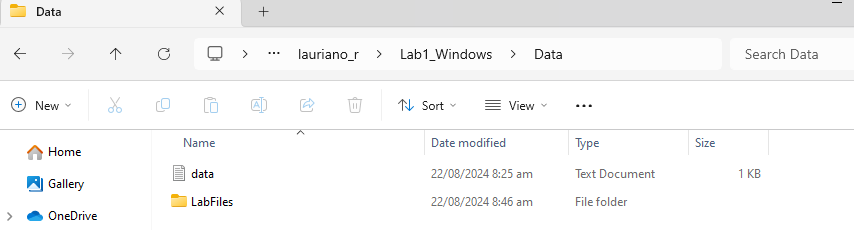 Data
lauriano_r Lab1_Windows Data Search Data
New Sort View
Name Date modified Type Size
Home
data 22/08/2024 8:25 am Text Document 1 KB
Gallery
LabFiles 22/08/2024 8:46 am File folder
OneDrive